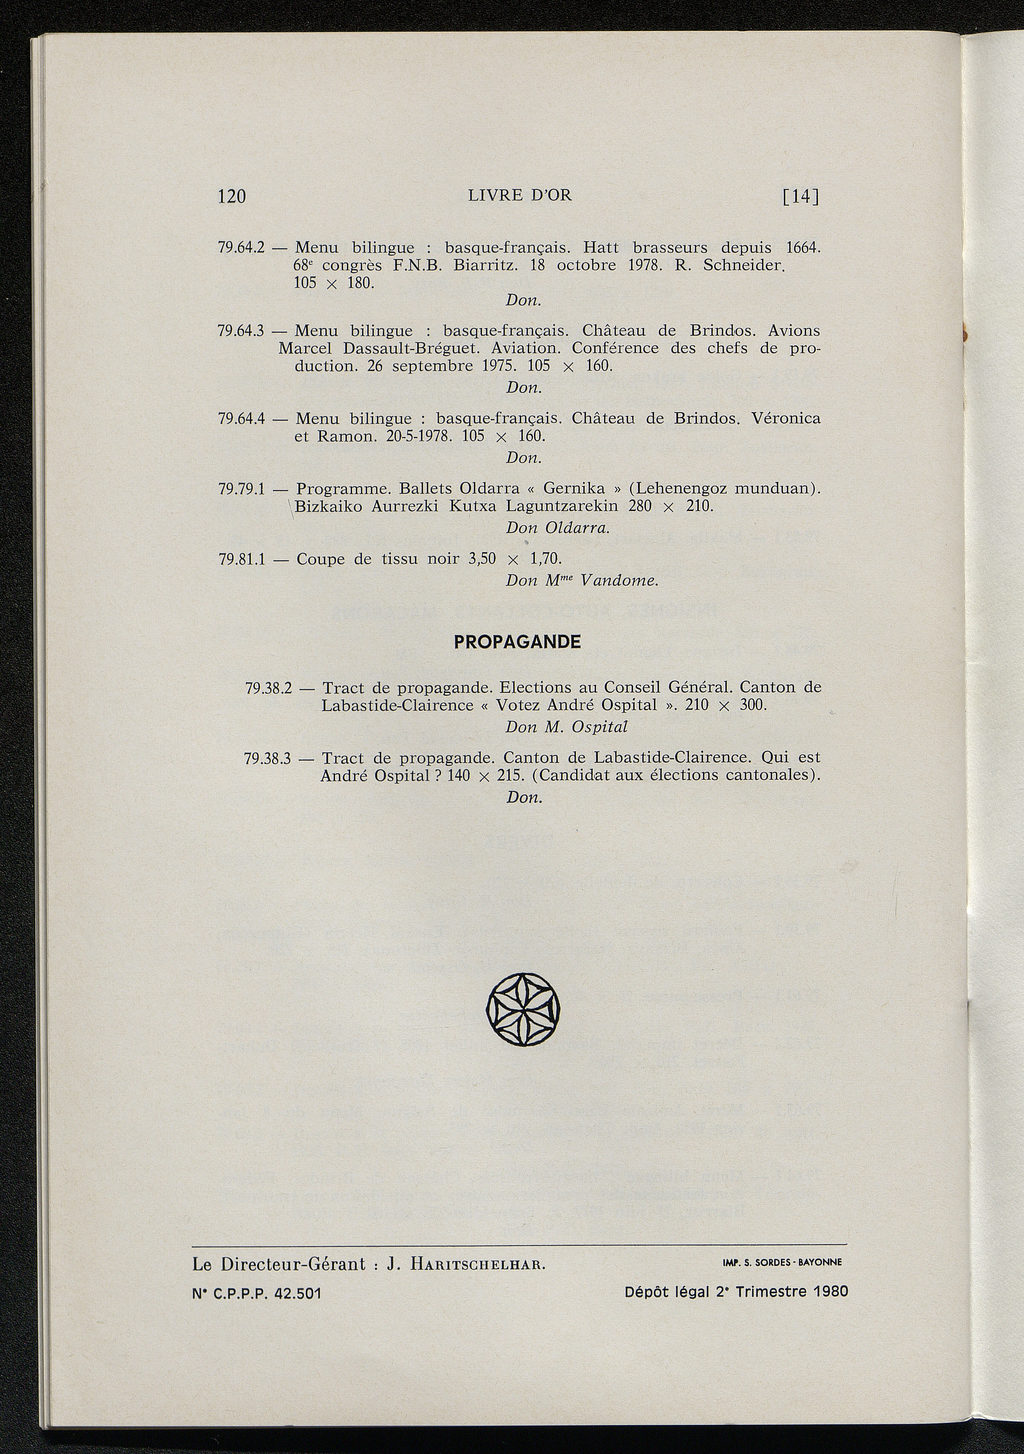 120 LIVRE D'OR [14]
79.64.2 — Menu bilingue : basque-français. Hatt brasseurs depuis 1664.
68e congrès F.N.B. Biarritz. 18 octobre 1978. R. Schneider.
105 × 180.
Don.
79.64.3 — Menu bilingue : basque-français. Château de Brindos. Avions
Marcel Dassault-Bréguet. Aviation. Conférence des chefs de pro-
duction. 26 septembre 1975. 105 × 160.
Don.
79.64.4 — Menu bilingue : basque-français. Château de Brindos. Véronica
et Ramon. 20-5-1978. 105 × 160.
Don.
79.79.1 — Programme. Ballets Oldarra « Gernika » (Lehenengoz munduan).
Bizkaiko Aurrezki Kutxa Laguntzarekin 280 × 210.
Don Oldarra.
79.81.1 — Coupe de tissu noir 3,50 × 1,70.
Don Mme Vandome.
PROPAGANDE
79.38.2 — Tract de propagande. Elections au Conseil Général. Canton de
Labastide-Clairence « Votez André Ospital ». 210 × 300.
Don M. Ospital
79.38.3 — Tract de propagande. Canton de Labastide-Clairence. Qui est
André Ospital ? 140 × 215. (Candidat aux élections cantonales).
Don.
Le Directeur-Gérant : J. HARITSCHELHAR. IMP. S. SORDES - BAYONNE
N° C.P.P.P. 42.501 Dépôt légal 2e Trimestre 1980